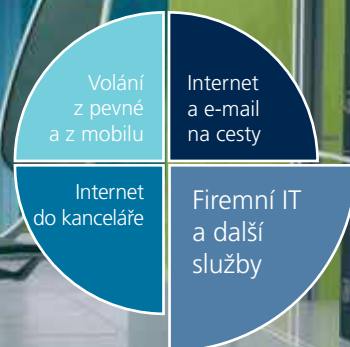 Volání
z pevné
a z mobilu
Internet
a e-mail
na cesty
Internet
do kanceláře
Firemní IT
a další
služby